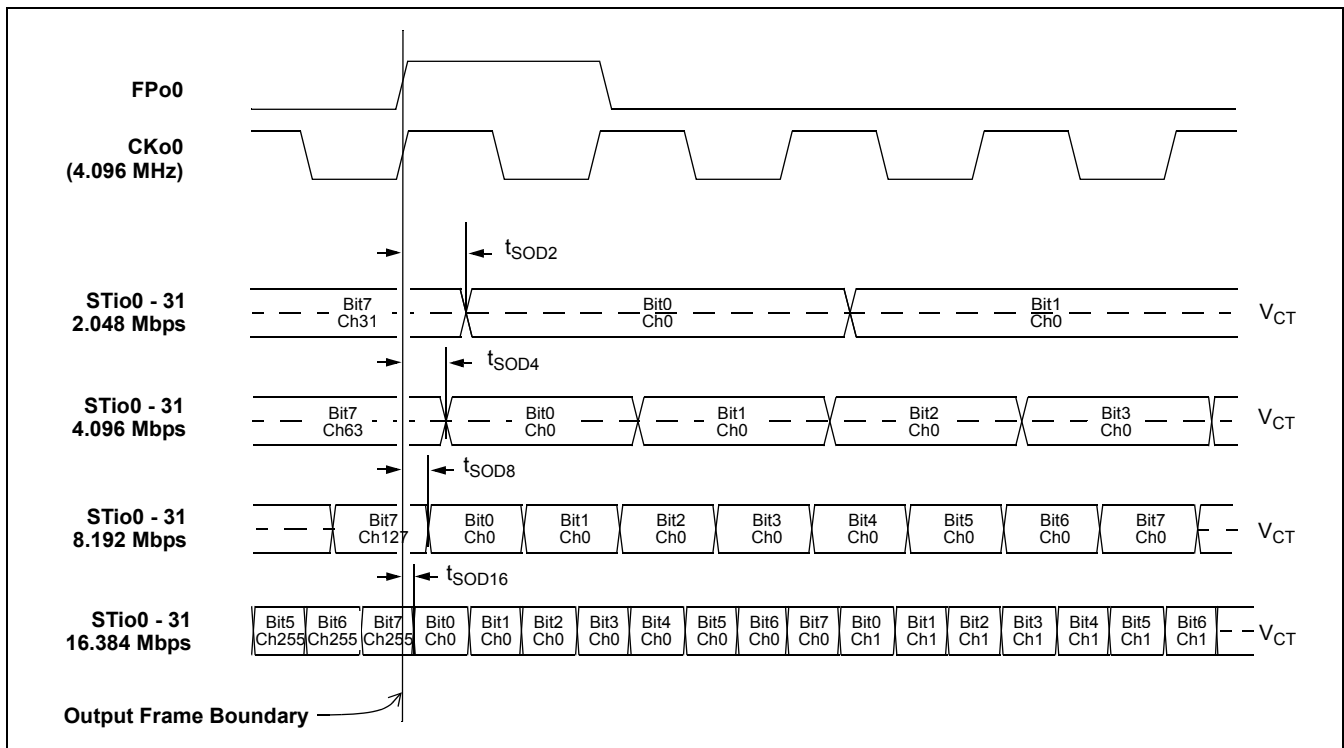 FPo0
CKo0
(4.096 MHz)
tSOD2
STio0 - 31
2.048 Mbps
Bit7 Bit0 Bit1
Ch31 Ch0 Ch0
VCT
tSOD4
STio0 - 31
4.096 Mbps
Bit7 Bit0 Bit1 Bit2 Bit3
Ch63 Ch0 Ch0 Ch0 Ch0
VCT
tSOD8
STio0 - 31
8.192 Mbps
Bit7 Bit0 Bit1 Bit2 Bit3 Bit4 Bit5 Bit6 Bit7
Ch127 Ch0 Ch0 Ch0 Ch0 Ch0 Ch0 Ch0 Ch0
VCT
tSOD16
STio0 - 31
16.384 Mbps
Bit5 Bit6 Bit7 Bit0 Bit1 Bit2 Bit3 Bit4 Bit5 Bit6 Bit7 Bit0 Bit1 Bit2 Bit3 Bit4 Bit5 Bit6
Ch255 Ch255 Ch255 Ch0 Ch0 Ch0 Ch0 Ch0 Ch0 Ch0 Ch0 Ch1 Ch1 Ch1 Ch1 Ch1 Ch1 Ch1
VCT
Output Frame Boundary